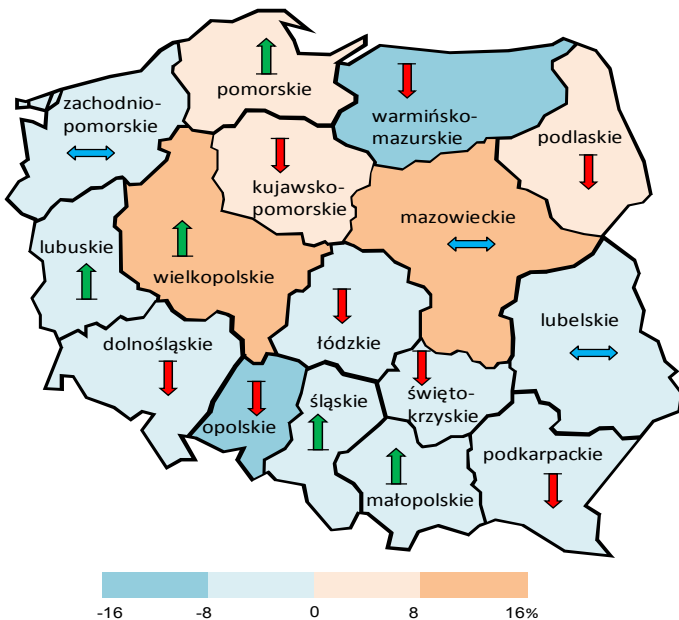 pomorskie
zachodnio-
pomorskie
warmińsko-
mazurskie
podlaskie
kujawsko-
pomorskie
mazowieckie
lubuskie
wielkopolskie
lubelskie
dolnośląskie
łódzkie
śląskie
święto-
krzyskie
opolskie
podkarpackie
małopolskie
-16 -8 0 8 16%